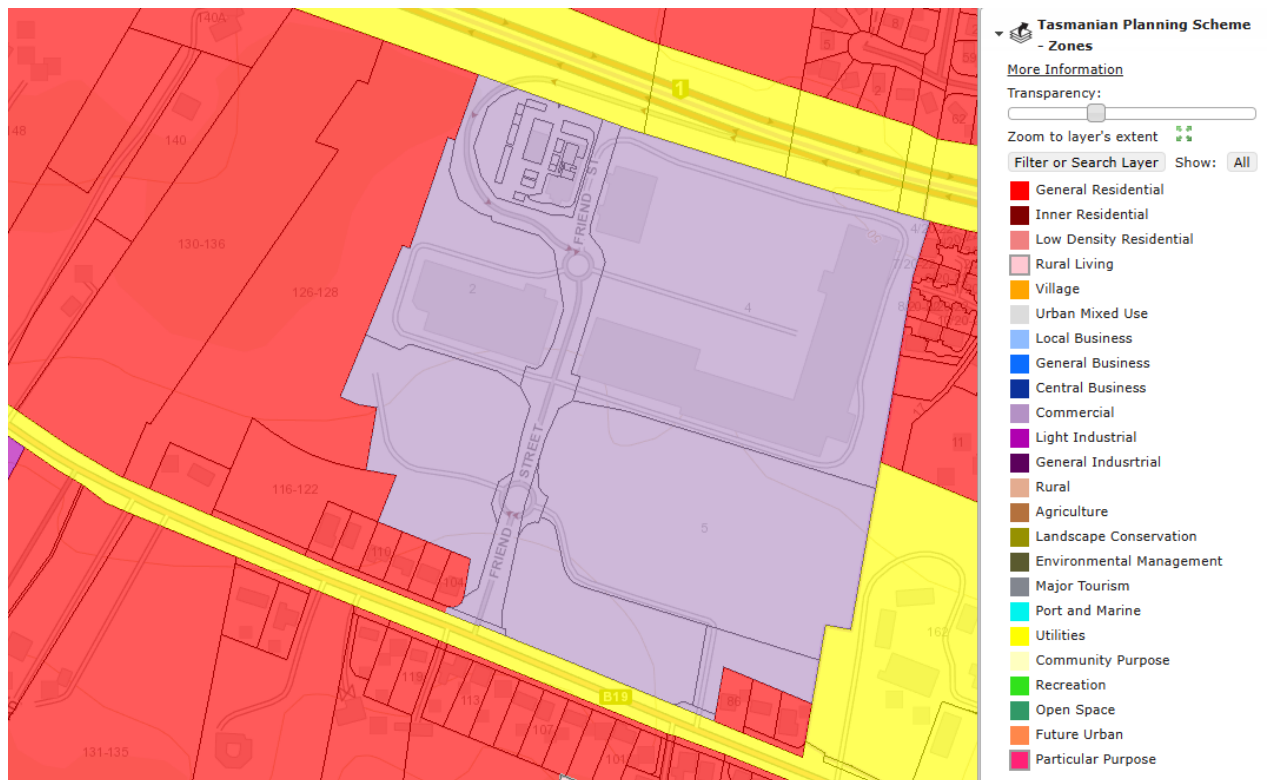 140A
140
148
130-136
126-128
116-122
110
104
131-135
119
113
107
101
86
B19
1
FRIEND ST
FRIEND STREET
2
4
5
5
2
62
59
11
162
Tasmanian Planning Scheme
- Zones
More Information
Transparency:
Zoom to layer's extent
Filter or Search Layer Show: All
General Residential
Inner Residential
Low Density Residential
Rural Living
Village
Urban Mixed Use
Local Business
General Business
Central Business
Commercial
Light Industrial
General Indusrtrial
Rural
Agriculture
Landscape Conservation
Environmental Management
Major Tourism
Port and Marine
Utilities
Community Purpose
Recreation
Open Space
Future Urban
Particular Purpose